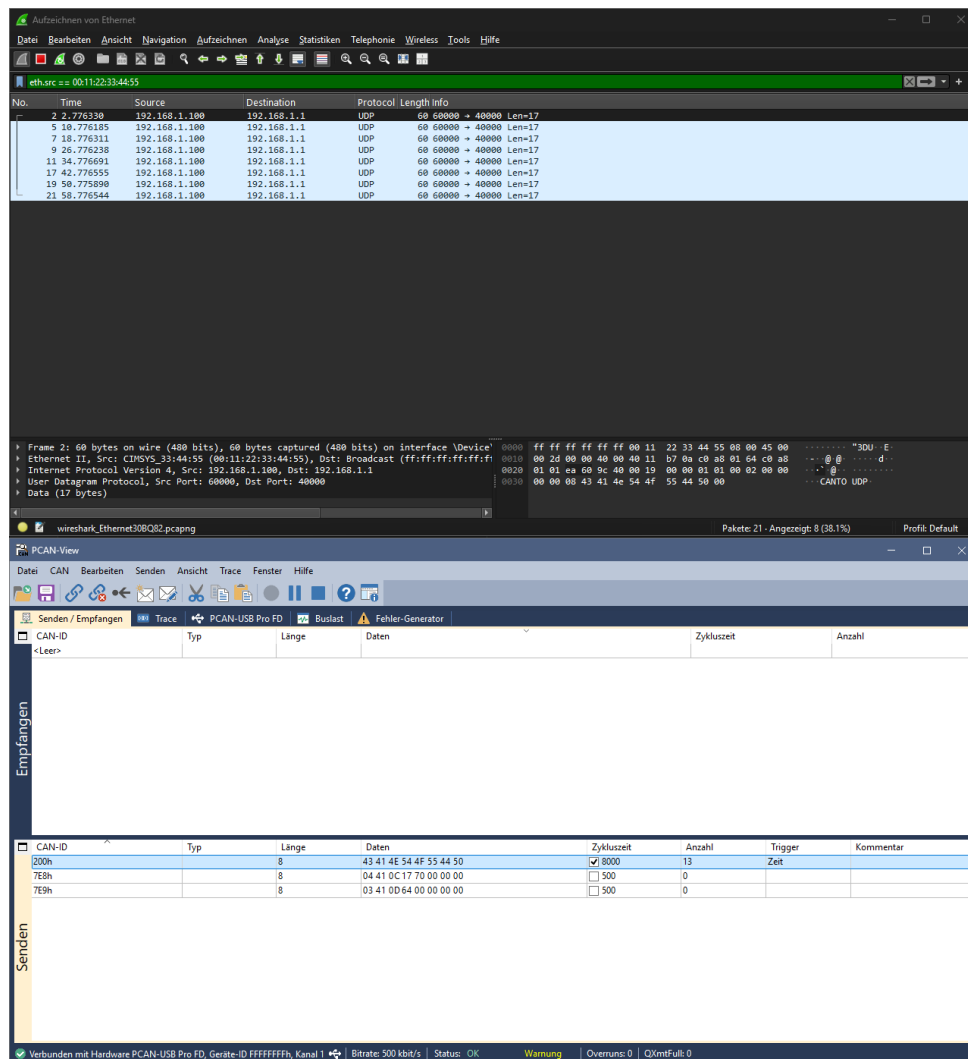 Aufzeichnen von Ethernet
Datei Bearbeiten Ansicht Navigation Aufzeichnen Analyse Statistiken Telephonie Wireless Tools Hilfe
eth.src == 00:11:22:33:44:55
No. Time Source Destination Protocol Length Info
2 2.776330 192.168.1.100 192.168.1.1 UDP 60 60000 → 40000 Len=17
5 10.776185 192.168.1.100 192.168.1.1 UDP 60 60000 → 40000 Len=17
7 18.776311 192.168.1.100 192.168.1.1 UDP 60 60000 → 40000 Len=17
9 26.776238 192.168.1.100 192.168.1.1 UDP 60 60000 → 40000 Len=17
11 34.776691 192.168.1.100 192.168.1.1 UDP 60 60000 → 40000 Len=17
17 42.776555 192.168.1.100 192.168.1.1 UDP 60 60000 → 40000 Len=17
19 50.775890 192.168.1.100 192.168.1.1 UDP 60 60000 → 40000 Len=17
21 58.776544 192.168.1.100 192.168.1.1 UDP 60 60000 → 40000 Len=17
Frame 2: 60 bytes on wire (480 bits), 60 bytes captured (480 bits) on interface \Device\ 0000 ff ff ff ff ff ff 00 11 22 33 44 55 08 00 45 00 ········ "3DU··E·
Ethernet II, Src: CIMSYS_33:44:55 (00:11:22:33:44:55), Dst: Broadcast (ff:ff:ff:ff:ff:f 0010 00 2d 00 00 40 00 40 11 b7 0a c0 a8 01 64 c0 a8 ·-··@·@· ·····d··
Internet Protocol Version 4, Src: 192.168.1.100, Dst: 192.168.1.1 0020 01 01 ea 60 9c 40 00 19 00 00 01 01 00 02 00 00 ···`·@·· ········
User Datagram Protocol, Src Port: 60000, Dst Port: 40000 0030 00 00 08 43 41 4e 54 4f 55 44 50 00 ···CANTO UDP·
Data (17 bytes)
wireshark_Ethernet30BQ82.pcapng Pakete: 21 · Angezeigt: 8 (38.1%) Profil: Default
PCAN-View
Datei CAN Bearbeiten Senden Ansicht Trace Fenster Hilfe
Senden / Empfangen Trace PCAN-USB Pro FD Buslast Fehler-Generator
CAN-ID Typ Länge Daten Zykluszeit Anzahl
<Leer>
Empfangen
CAN-ID Typ Länge Daten Zykluszeit Anzahl Trigger Kommentar
200h 8 43 41 4E 54 4F 55 44 50 8000 13 Zeit
7E8h 8 04 41 0C 17 70 00 00 00 500 0
7E9h 8 03 41 0D 64 00 00 00 00 500 0
Senden
Verbunden mit Hardware PCAN-USB Pro FD, Geräte-ID FFFFFFFFh, Kanal 1 Bitrate: 500 kbit/s Status: OK Warnung Overruns: 0 QXmtFull: 0